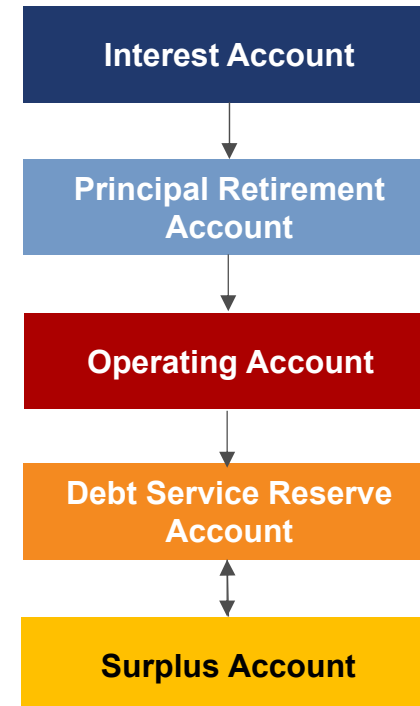 Interest Account
Principal Retirement
Account
Operating Account
Debt Service Reserve
Account
Surplus Account